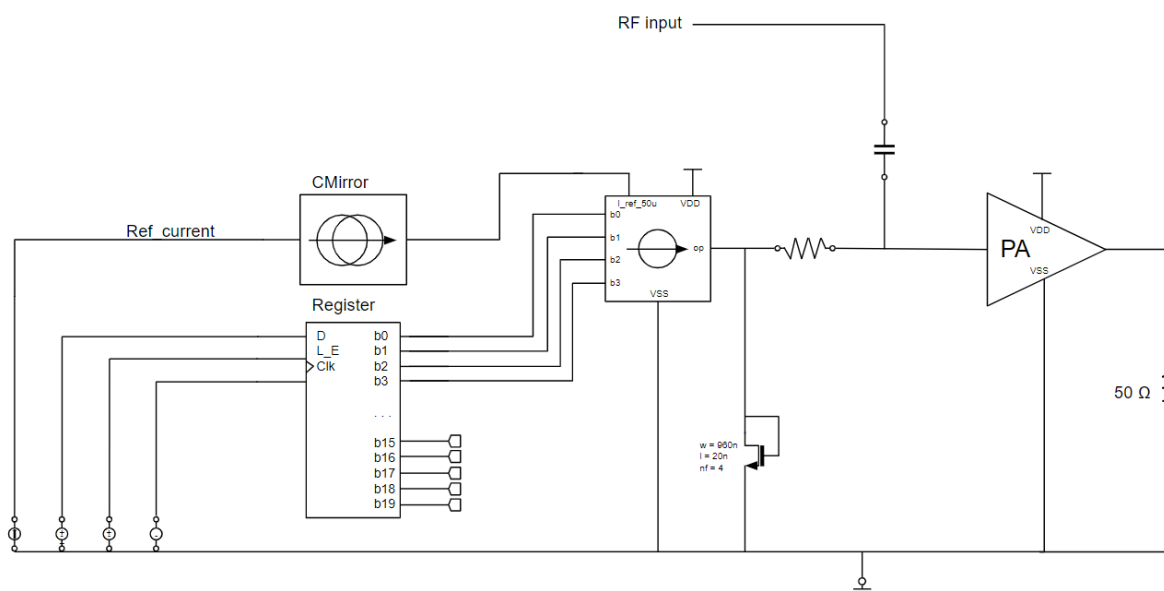 RF input
CMirror
I_ref_50u
VDD
Ref_current
b0
b1
op
b2
b3
VSS
VDD
PA
VSS
Register
D
b0
L_E
b1
Clk
b2
b3
. . .
50 Ω
w = 960n
l = 20n
nf = 4
b15
b16
b17
b18
b19